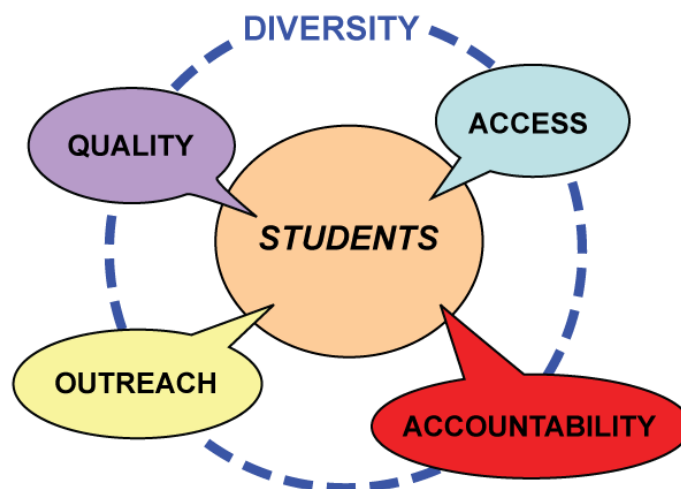 DIVERSITY
QUALITY
ACCESS
STUDENTS
OUTREACH
ACCOUNTABILITY